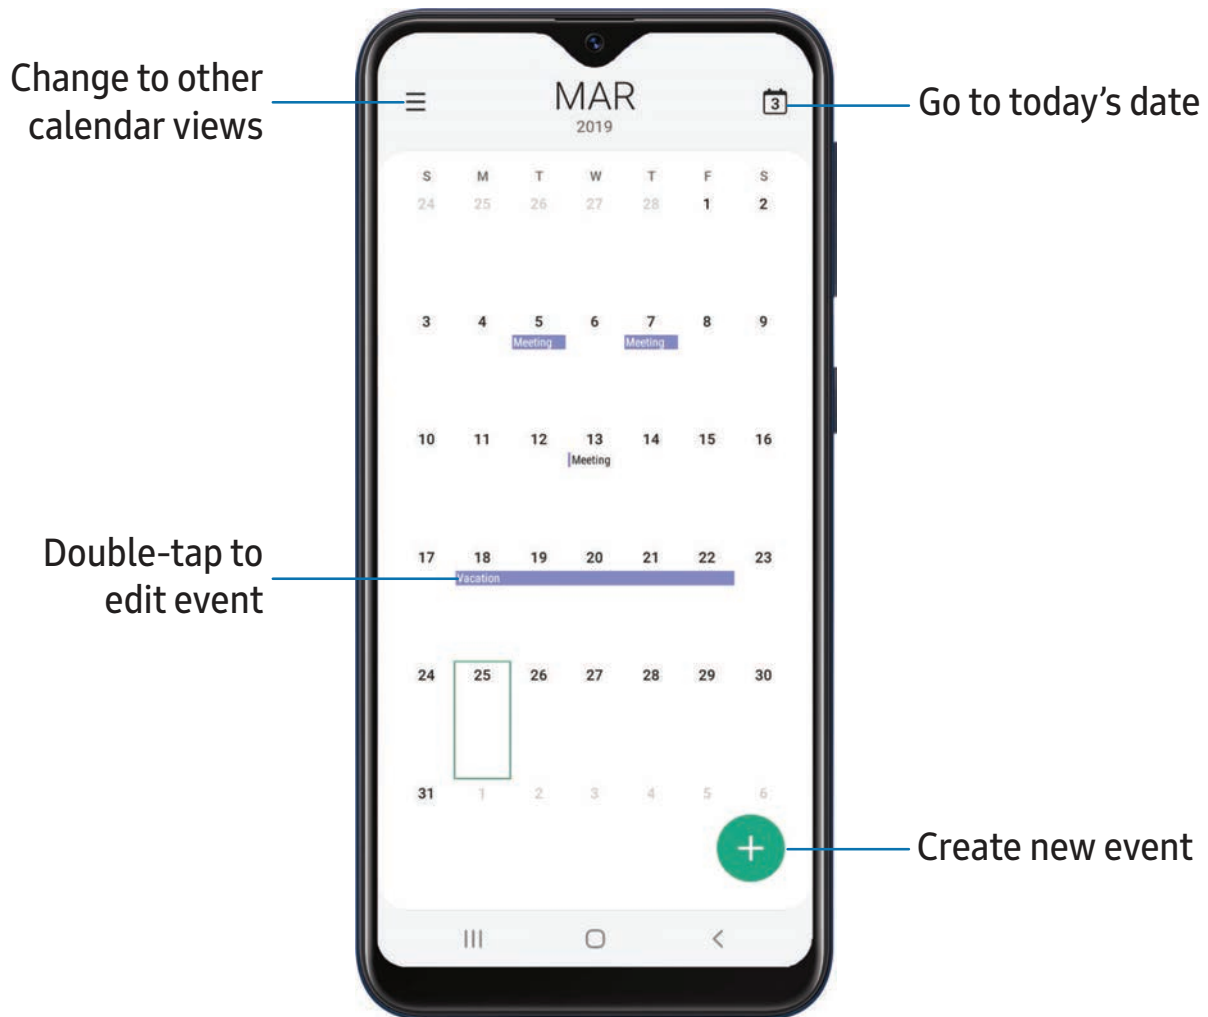 Change to other
calendar views
MAR
2019
3
Go to today's date
S M T W T F S
24 25 26 27 28 1 2
3 4 5 6 7 8 9
Meeting Meeting
10 11 12 13 14 15 16
Meeting
Double-tap to
edit event
17 18 19 20 21 22 23
Vacation
24 25 26 27 28 29 30
31 1 2 3 4 5 6
+
Create new event